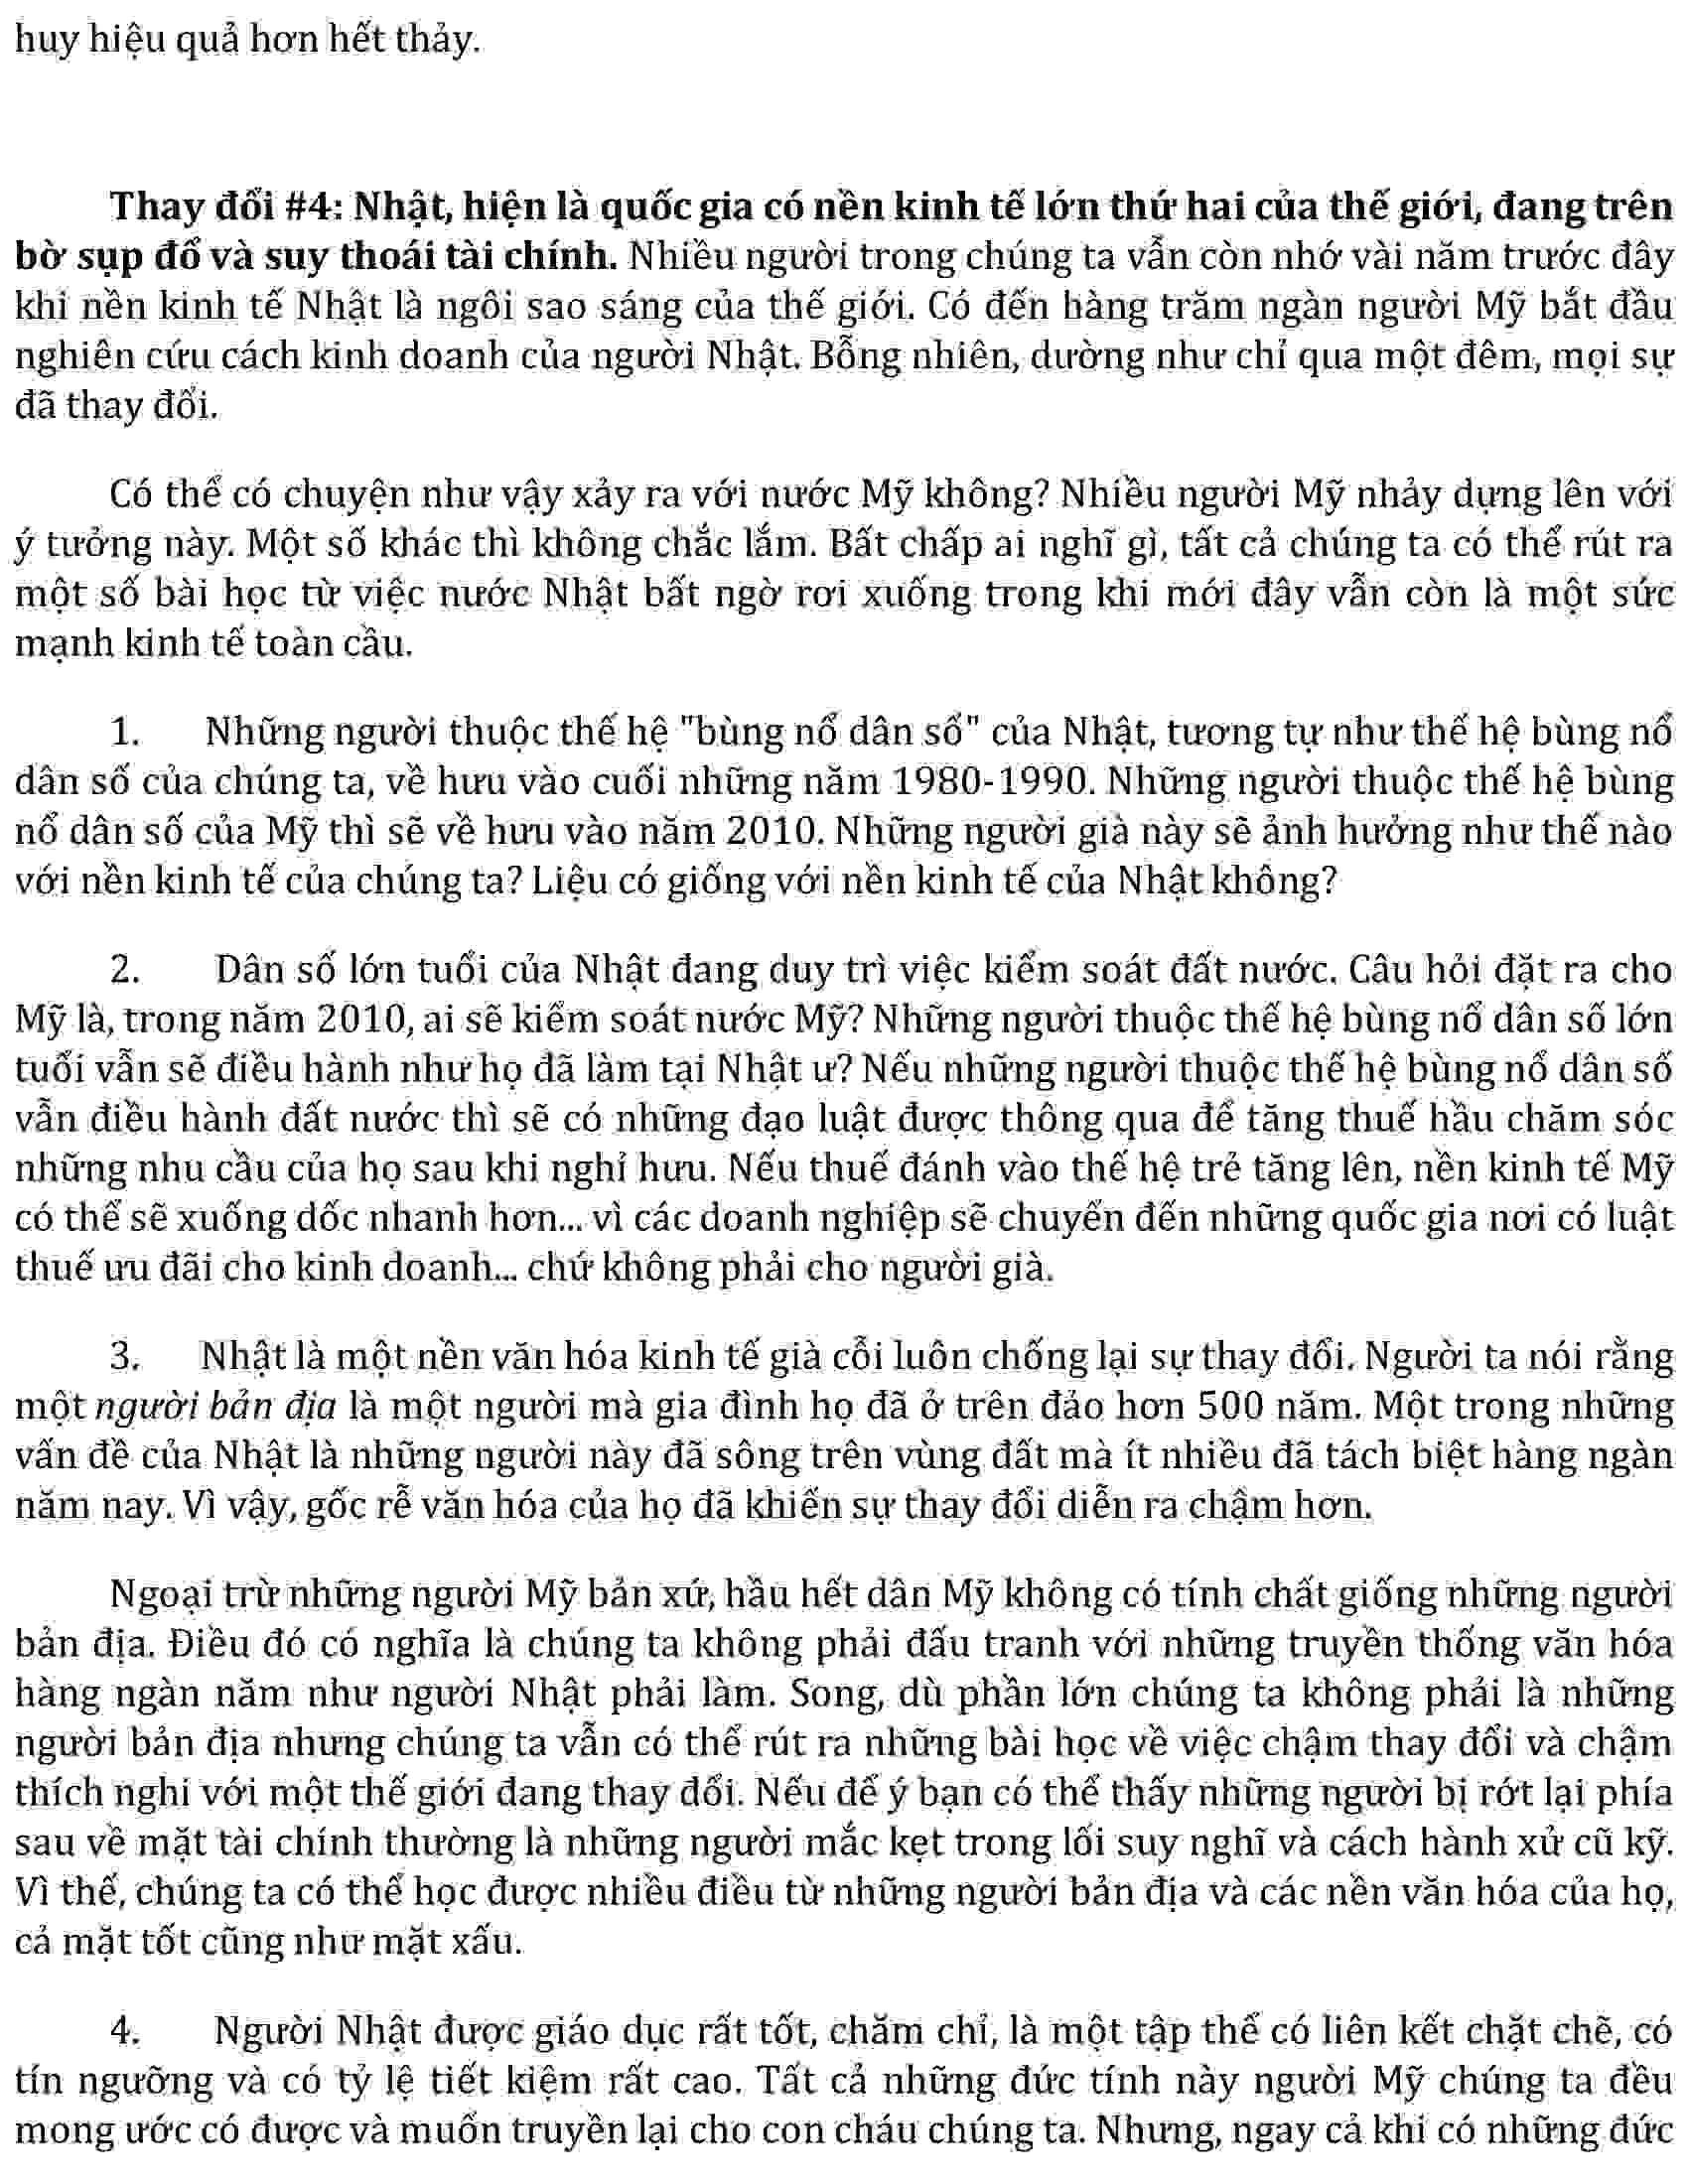 huy hiệu quả hơn hết thảy.
Thay đổi #4: Nhật, hiện là quốc gia có nền kinh tế lớn thứ hai của thế giới, đang trên
bờ sụp đổ và suy thoái tài chính. Nhiều người trong chúng ta vẫn còn nhớ vài năm trước đây
khi nền kinh tế Nhật là ngôi sao sáng của thế giới. Có đến hàng trăm ngàn người Mỹ bắt đầu
nghiên cứu cách kinh doanh của người Nhật. Bỗng nhiên, dường như chỉ qua một đêm, mọi sự
đã thay đổi.
Có thể có chuyện như vậy xảy ra với nước Mỹ không? Nhiều người Mỹ nhảy dựng lên với
ý tưởng này. Một số khác thì không chắc lắm. Bất chấp ai nghĩ gì, tất cả chúng ta có thể rút ra
một số bài học từ việc nước Nhật bất ngờ rơi xuống trong khi mới đây vẫn còn là một sức
mạnh kinh tế toàn cầu.
1. Những người thuộc thế hệ "bùng nổ dân số" của Nhật, tương tự như thế hệ bùng nổ
dân số của chúng ta, về hưu vào cuối những năm 1980-1990. Những người thuộc thế hệ bùng
nổ dân số của Mỹ thì sẽ về hưu vào năm 2010. Những người già này sẽ ảnh hưởng như thế nào
với nền kinh tế của chúng ta? Liệu có giống với nền kinh tế của Nhật không?
2. Dân số lớn tuổi của Nhật đang duy trì việc kiểm soát đất nước. Câu hỏi đặt ra cho
Mỹ là, trong năm 2010, ai sẽ kiểm soát nước Mỹ? Những người thuộc thế hệ bùng nổ dân số lớn
tuổi vẫn sẽ điều hành như họ đã làm tại Nhật ư? Nếu những người thuộc thế hệ bùng nổ dân số
vẫn điều hành đất nước thì sẽ có những đạo luật được thông qua để tăng thuế hầu chăm sóc
những nhu cầu của họ sau khi nghỉ hưu. Nếu thuế đánh vào thế hệ trẻ tăng lên, nền kinh tế Mỹ
có thể sẽ xuống dốc nhanh hơn... vì các doanh nghiệp sẽ chuyển đến những quốc gia nơi có luật
thuế ưu đãi cho kinh doanh... chứ không phải cho người già.
3. Nhật là một nền văn hóa kinh tế già cỗi luôn chống lại sự thay đổi. Người ta nói rằng
một người bản địa là một người mà gia đình họ đã ở trên đảo hơn 500 năm. Một trong những
vấn đề của Nhật là những người này đã sông trên vùng đất mà ít nhiều đã tách biệt hàng ngàn
năm nay. Vì vậy, gốc rễ văn hóa của họ đã khiến sự thay đổi diễn ra chậm hơn.
Ngoại trừ những người Mỹ bản xứ, hầu hết dân Mỹ không có tính chất giống những người
bản địa. Điều đó có nghĩa là chúng ta không phải đấu tranh với những truyền thống văn hóa
hàng ngàn năm như người Nhật phải làm. Song, dù phần lớn chúng ta không phải là những
người bản địa nhưng chúng ta vẫn có thể rút ra những bài học về việc chậm thay đổi và chậm
thích nghi với một thế giới đang thay đổi. Nếu để ý bạn có thể thấy những người bị rớt lại phía
sau về mặt tài chính thường là những người mắc kẹt trong lối suy nghĩ và cách hành xử cũ kỹ.
Vì thế, chúng ta có thể học được nhiều điều từ những người bản địa và các nền văn hóa của họ,
cả mặt tốt cũng như mặt xấu.
4. Người Nhật được giáo dục rất tốt, chăm chỉ, là một tập thể có liên kết chặt chẽ, có
tín ngưỡng và có tỷ lệ tiết kiệm rất cao. Tất cả những đức tính này người Mỹ chúng ta đều
mong ước có được và muốn truyền lại cho con cháu chúng ta. Nhưng, ngay cả khi có những đức